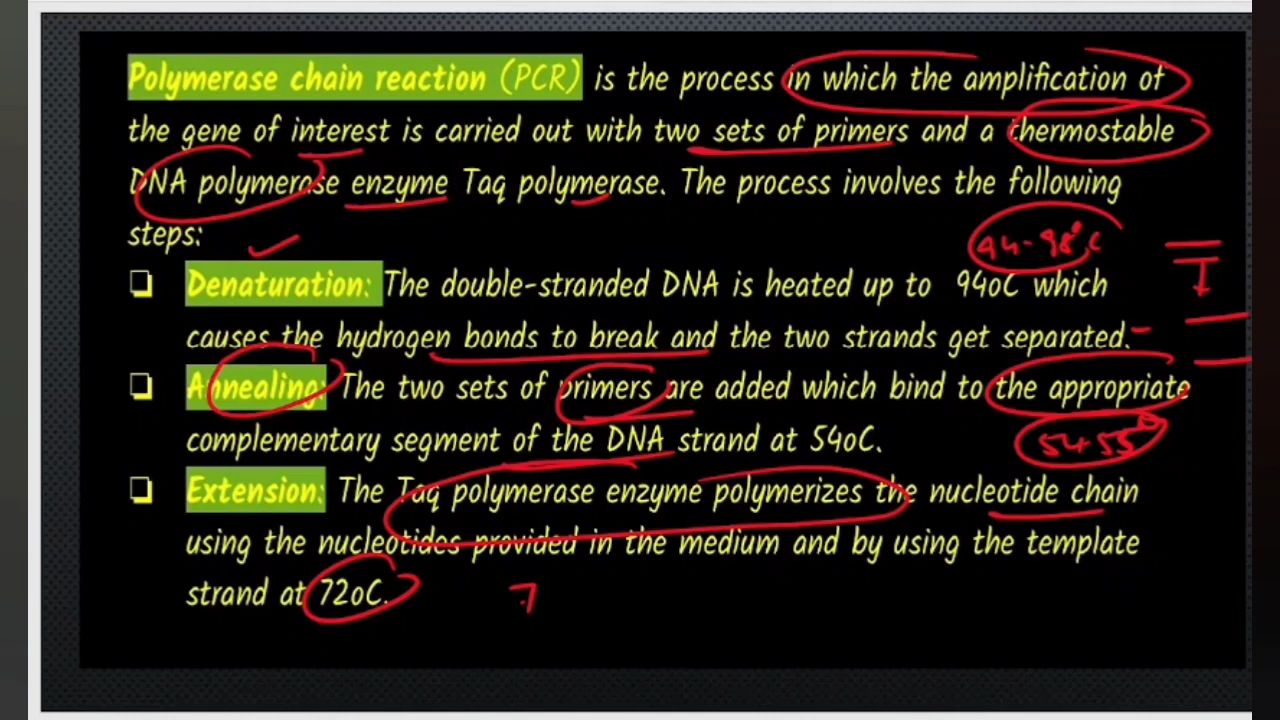 Polymerase chain reaction (PCR) is the process in which the amplification of
the gene of interest is carried out with two sets of primers and a thermostable
DNA polymerase enzyme Taq polymerase. The process involves the following
steps:
94-98°C
Denaturation: The double-stranded DNA is heated up to 94oC which
causes the hydrogen bonds to break and the two strands get separated.
Annealing: The two sets of primers are added which bind to the appropriate
complementary segment of the DNA strand at 54oC.
Extension: The Taq polymerase enzyme polymerizes the nucleotide chain
using the nucleotides provided in the medium and by using the template
strand at 72oC.